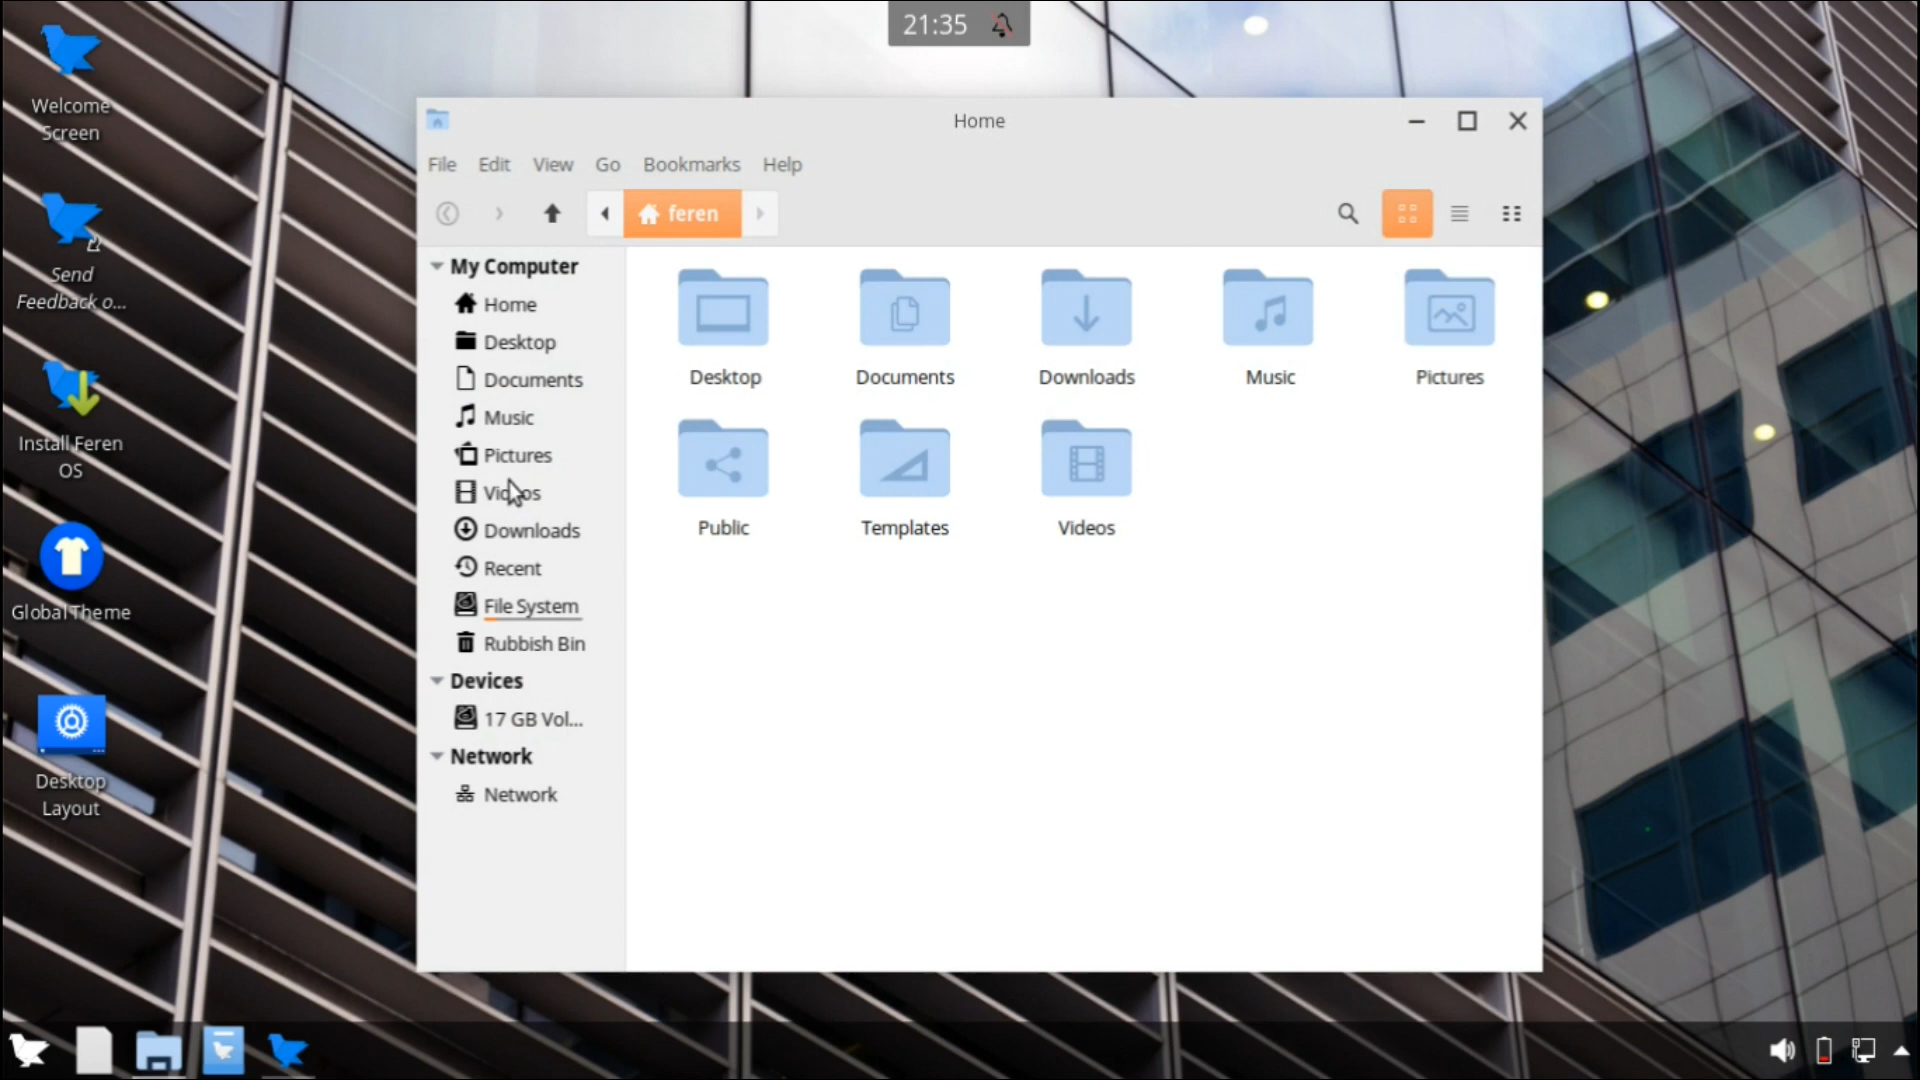 21:35
Welcome
Screen
Send
Feedback o...
Install Feren
OS
Global Theme
Desktop
Layout
Home
File Edit View Go Bookmarks Help
feren
My Computer
Home
Desktop
Documents
Music
Pictures
Videos
Downloads
Recent
File System
Rubbish Bin
Devices
17 GB Vol...
Network
Network
Desktop Documents Downloads Music Pictures
Public Templates Videos